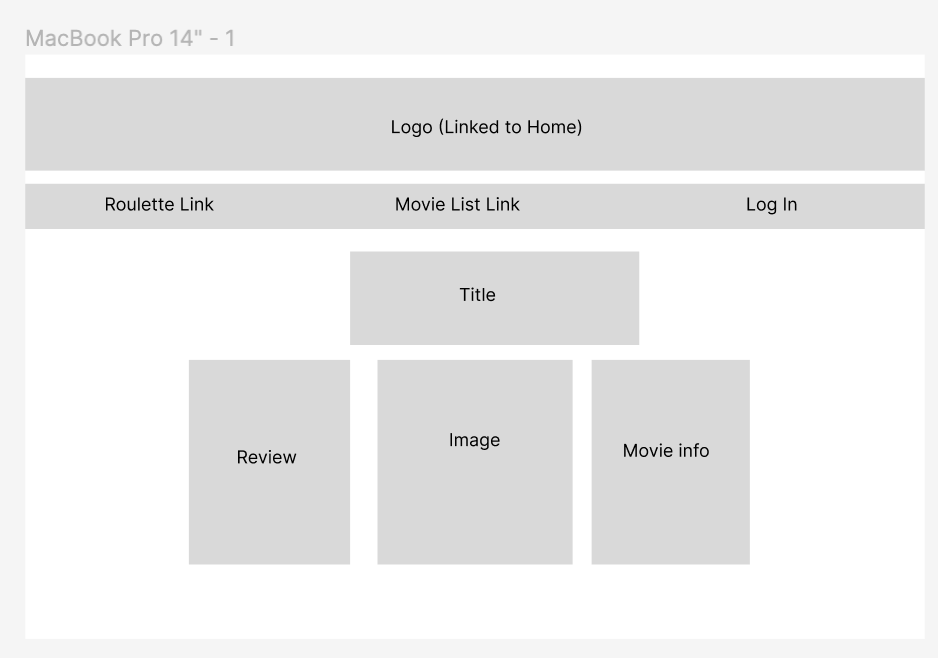 MacBook Pro 14" - 1
Logo (Linked to Home)
Roulette Link
Movie List Link
Log In
Title
Review
Image
Movie info